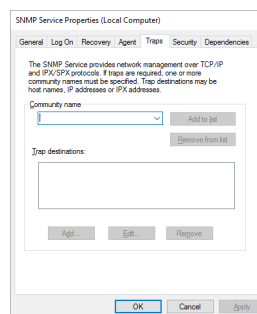 SNMP Service Properties (Local Computer)
General Log On Recovery Agent Traps Security Dependencies
The SNMP Service provides network management over TCP/IP
and IPX/SPX protocols. If traps are required, one or more
community names must be specified. Trap destinations may be
host names, IP addresses or IPX addresses.
Community name
Add to list
Remove from list
Trap destinations:
Add... Edit... Remove
OK Cancel Apply